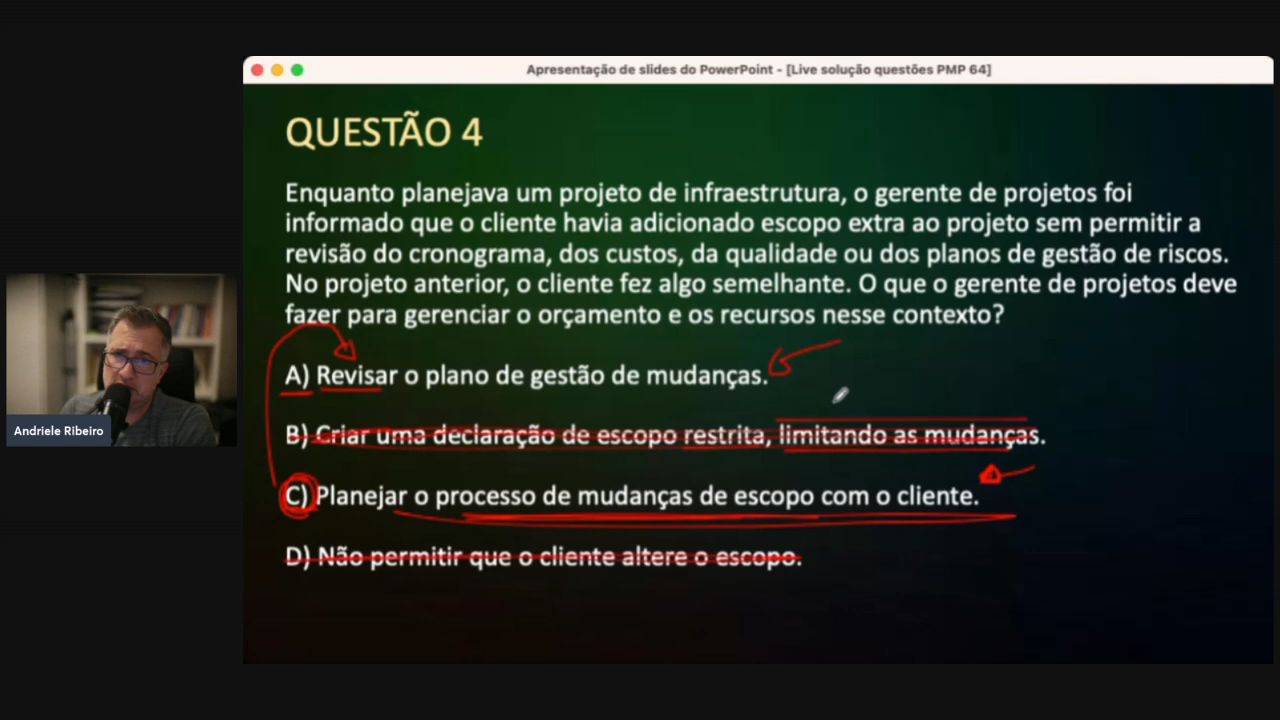 Apresentação de slides do PowerPoint - [Live solução questões PMP 64]
QUESTÃO 4
Enquanto planejava um projeto de infraestrutura, o gerente de projetos foi
informado que o cliente havia adicionado escopo extra ao projeto sem permitir a
revisão do cronograma, dos custos, da qualidade ou dos planos de gestão de riscos.
No projeto anterior, o cliente fez algo semelhante. O que o gerente de projetos deve
fazer para gerenciar o orçamento e os recursos nesse contexto?
A) Revisar o plano de gestão de mudanças.
B) Criar uma declaração de escopo restrita, limitando as mudanças.
C) Planejar o processo de mudanças de escopo com o cliente.
D) Não permitir que o cliente altere o escopo.
Andriele Ribeiro